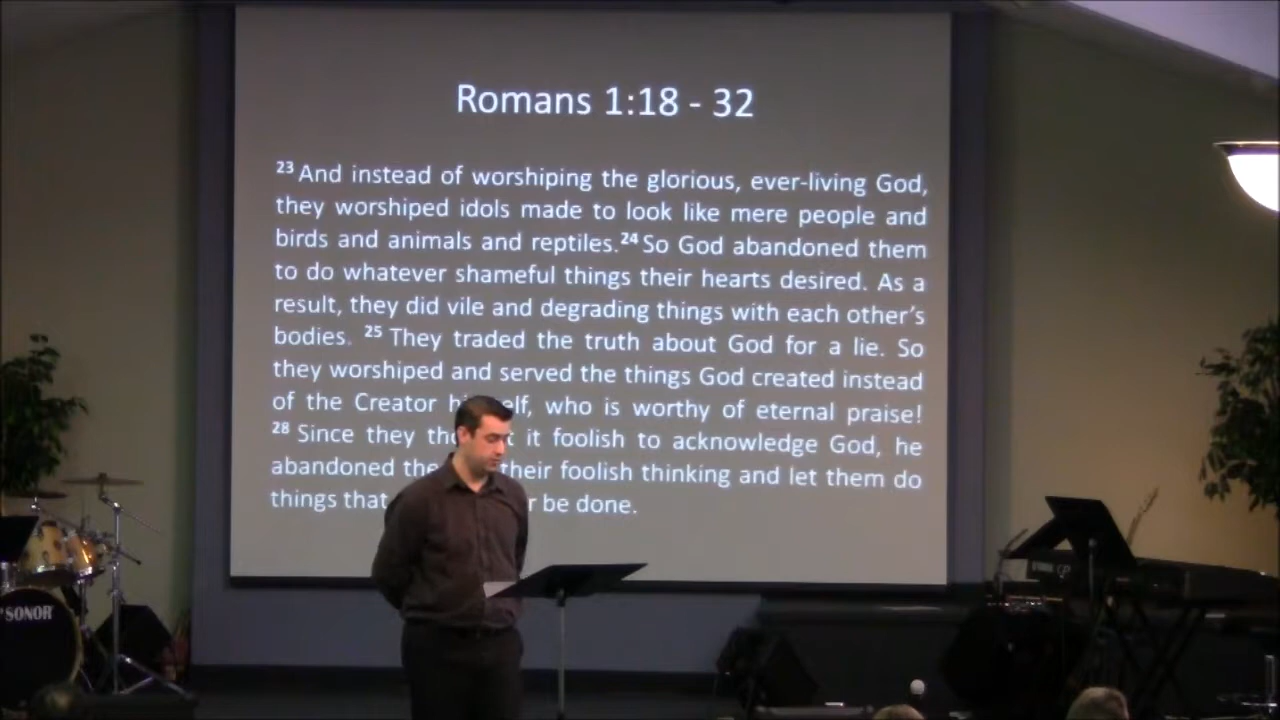 Romans 1:18 - 32
23 And instead of worshiping the glorious, ever-living God,
they worshiped idols made to look like mere people and
birds and animals and reptiles. 24 So God abandoned them
to do whatever shameful things their hearts desired. As a
result, they did vile and degrading things with each other's
bodies. 25 They traded the truth about God for a lie. So
they worshiped and served the things God created instead
of the Creator elf, who is worthy of eternal praise!
28 Since they it foolish to acknowledge God, he
abandoned their foolish thinking and let them do
things that be done.
SONOR